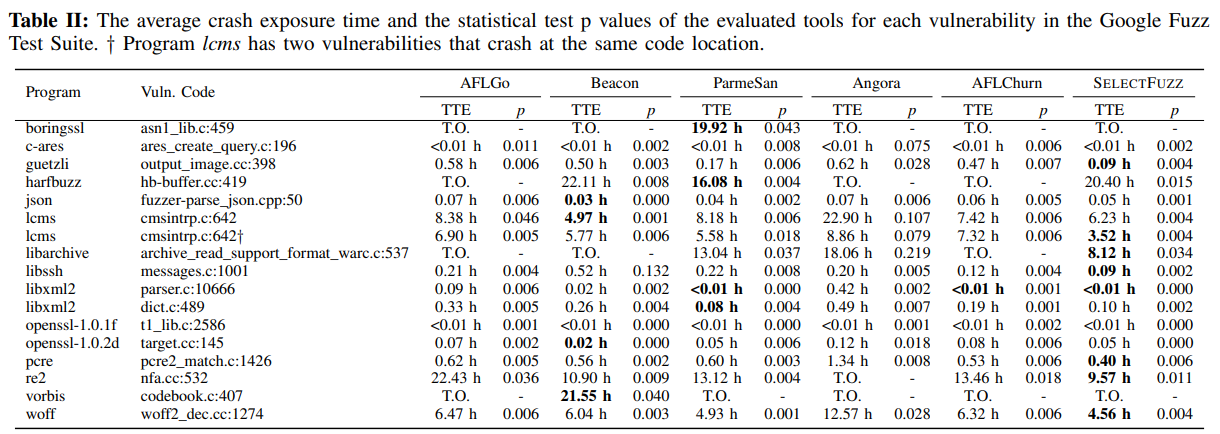 Table II: The average crash exposure time and the statistical test p values of the evaluated tools for each vulnerability in the Google Fuzz
Test Suite. † Program lcms has two vulnerabilities that crash at the same code location.
Program Vuln. Code AFLGo Beacon ParmeSan Angora AFLChurn SELECTFUZZ
TTE p TTE p TTE p TTE p TTE p TTE p
boringssl asn1_lib.c:459 T.O. - T.O. - 19.92 h 0.043 T.O. - T.O. - T.O. -
c-ares ares_create_query.c:196 <0.01 h 0.011 <0.01 h 0.002 <0.01 h 0.008 <0.01 h 0.075 <0.01 h 0.006 <0.01 h 0.002
guetzli output_image.cc:398 0.58 h 0.006 0.50 h 0.003 0.17 h 0.006 0.62 h 0.028 0.47 h 0.007 0.09 h 0.004
harfbuzz hb-buffer.cc:419 T.O. - 22.11 h 0.008 16.08 h 0.004 T.O. - T.O. - 20.40 h 0.015
json fuzzer-parse_json.cpp:50 0.07 h 0.006 0.03 h 0.000 0.04 h 0.002 0.07 h 0.006 0.06 h 0.005 0.05 h 0.001
lcms cmsintrp.c:642 8.38 h 0.046 4.97 h 0.001 8.18 h 0.006 22.90 h 0.107 7.42 h 0.006 6.23 h 0.004
lcms cmsintrp.c:642† 6.90 h 0.005 5.77 h 0.006 5.58 h 0.018 8.86 h 0.079 7.32 h 0.006 3.52 h 0.004
libarchive archive_read_support_format_warc.c:537 T.O. - T.O. - 13.04 h 0.037 18.06 h 0.219 T.O. - 8.12 h 0.034
libssh messages.c:1001 0.21 h 0.004 0.52 h 0.132 0.22 h 0.008 0.20 h 0.005 0.12 h 0.004 0.09 h 0.002
libxml2 parser.c:10666 0.09 h 0.006 0.02 h 0.002 <0.01 h 0.000 0.42 h 0.002 <0.01 h 0.001 <0.01 h 0.000
libxml2 dict.c:489 0.33 h 0.005 0.26 h 0.004 0.08 h 0.004 0.49 h 0.007 0.19 h 0.001 0.10 h 0.002
openssl-1.0.1f t1_lib.c:2586 <0.01 h 0.001 <0.01 h 0.000 <0.01 h 0.000 <0.01 h 0.001 <0.01 h 0.002 <0.01 h 0.000
openssl-1.0.2d target.cc:145 0.07 h 0.002 0.02 h 0.000 0.05 h 0.006 0.12 h 0.018 0.08 h 0.006 0.05 h 0.000
pcre pcre2_match.c:1426 0.62 h 0.005 0.56 h 0.002 0.60 h 0.003 1.34 h 0.008 0.53 h 0.006 0.40 h 0.006
re2 nfa.cc:532 22.43 h 0.036 10.90 h 0.009 13.12 h 0.004 T.O. - 13.46 h 0.018 9.57 h 0.011
vorbis codebook.c:407 T.O. - 21.55 h 0.040 T.O. - T.O. - T.O. - T.O. -
woff woff2_dec.cc:1274 6.47 h 0.006 6.04 h 0.003 4.93 h 0.001 12.57 h 0.028 6.32 h 0.006 4.56 h 0.004